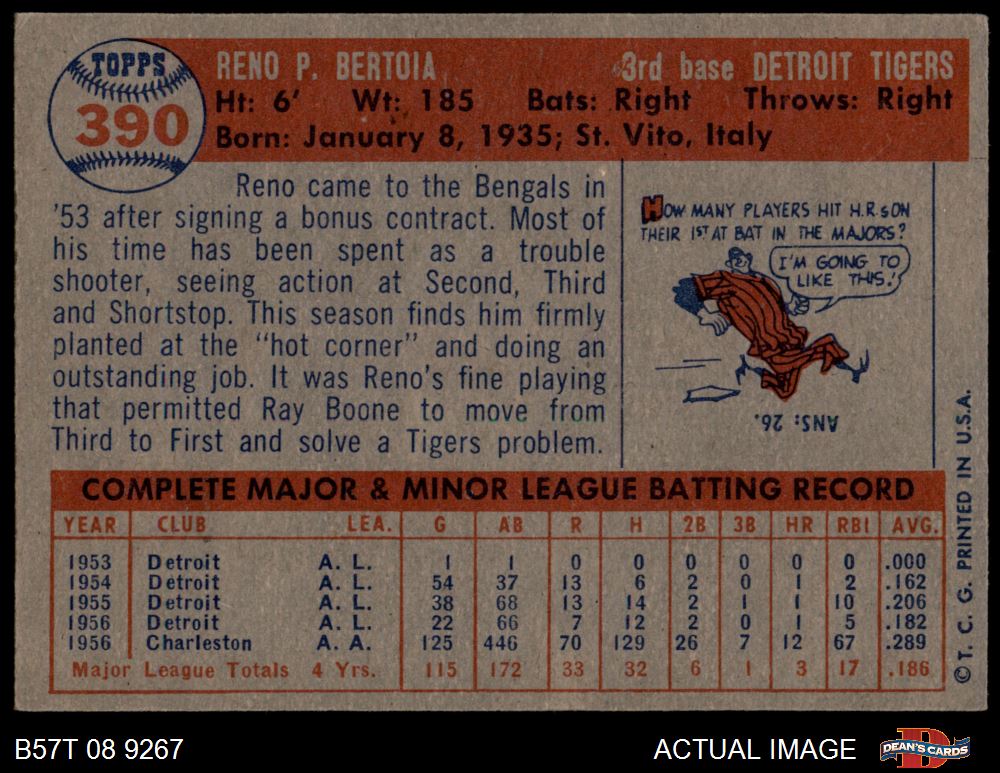 TOPPS
390
RENO P. BERTOIA 3rd base DETROIT TIGERS
Ht: 6' Wt: 185 Bats: Right Throws: Right
Born: January 8, 1935; St. Vito, Italy
Reno came to the Bengals in
'53 after signing a bonus contract. Most of
his time has been spent as a trouble
shooter, seeing action at Second, Third
and Shortstop. This season finds him firmly
planted at the "hot corner" and doing an
outstanding job. It was Reno's fine playing
that permitted Ray Boone to move from
Third to First and solve a Tigers problem.
HOW MANY PLAYERS HIT H.R.s ON
THEIR 1ST AT BAT IN THE MAJORS?
I'M GOING TO
LIKE THIS!
ANS: 26.
COMPLETE MAJOR & MINOR LEAGUE BATTING RECORD
YEAR CLUB LEA. G AB R H 2B 3B HR RBI AVG.
1953 Detroit A. L. 1 1 0 0 0 0 0 0 .000
1954 Detroit A. L. 54 37 13 6 2 0 1 2 .162
1955 Detroit A. L. 38 68 13 14 2 1 1 10 .206
1956 Detroit A. L. 22 66 7 12 2 0 1 5 .182
1956 Charleston A. A. 125 446 70 129 26 7 12 67 .289
Major League Totals 4 Yrs. 115 172 33 32 6 1 3 17 .186
© T. C. G. PRINTED IN U.S.A.
B57T 08 9267 ACTUAL IMAGE
DEAN'S CARDS